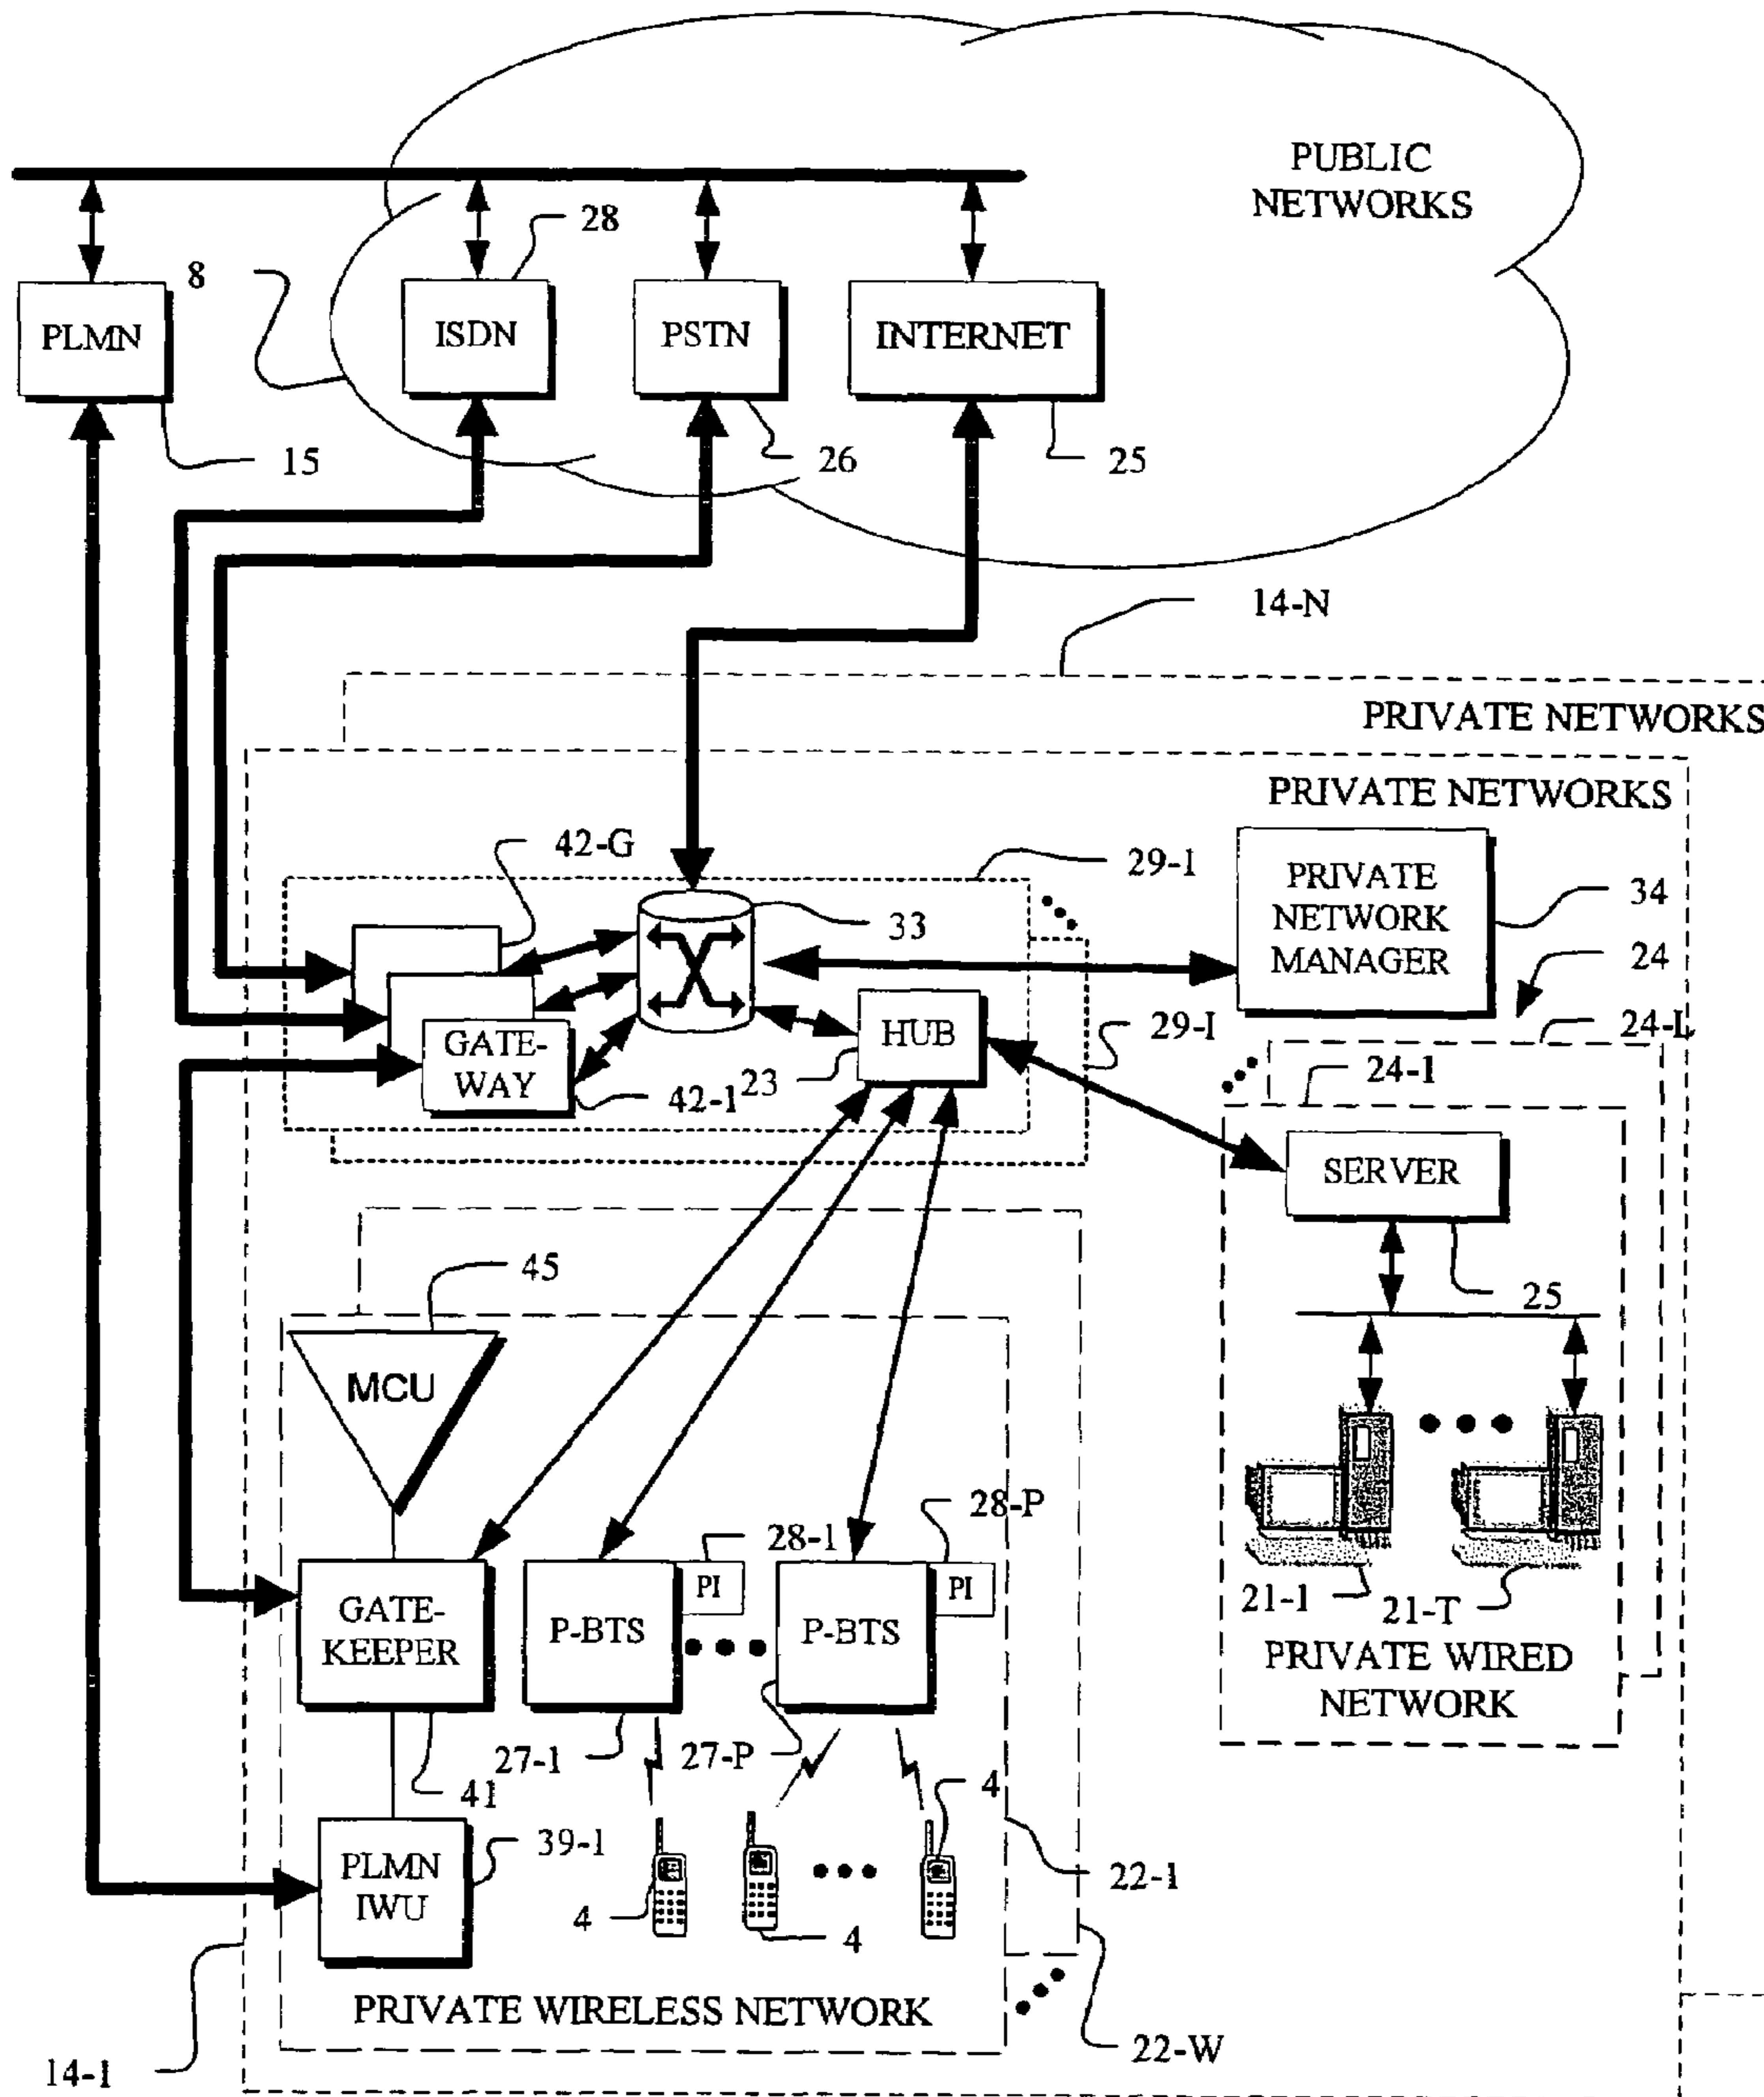 PUBLIC
NETWORKS
28
8
PLMN
ISDN
PSTN
INTERNET
15
26
25
14-N
PRIVATE NETWORKS
PRIVATE NETWORKS
42-G
29-1
PRIVATE
NETWORK
MANAGER
34
33
24
HUB
29-I
24-L
GATE-
WAY
42-1
23
24-1
SERVER
45
25
MCU
28-P
28-1
PI
PI
GATE-
KEEPER
P-BTS
P-BTS
21-1
21-T
PRIVATE WIRED
NETWORK
27-1
27-P
41
4
39-1
PLMN
IWU
22-1
4
4
PRIVATE WIRELESS NETWORK
22-W
14-1